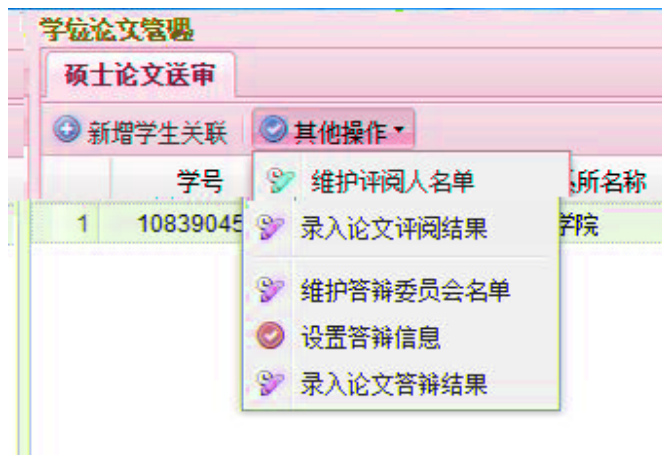 学位论文管理
硕士论文送审
新增学生关联 其他操作
学号 所名称
维护评阅人名单
1 10839045 学院
录入论文评阅结果
维护答辩委员会名单
设置答辩信息
录入论文答辩结果